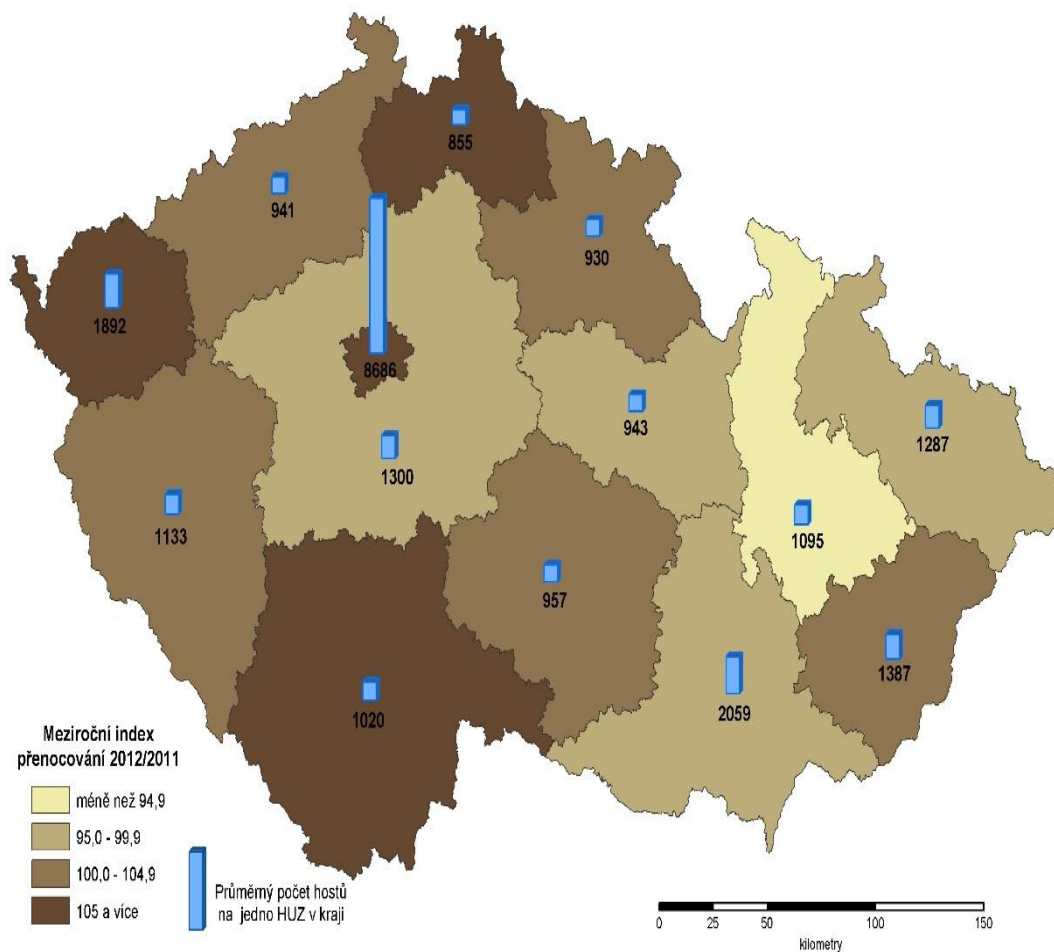 855
941
930
1892
8686
943
1287
1300
1133
1095
957
1387
1020
2059
Meziroční index
přenocování 2012/2011
méně než 94,9
95,0 - 99,9
100,0 - 104,9
105 a více
Průměrný počet hostů
na jedno HUZ v kraji
0 25 50 100 150
kilometry